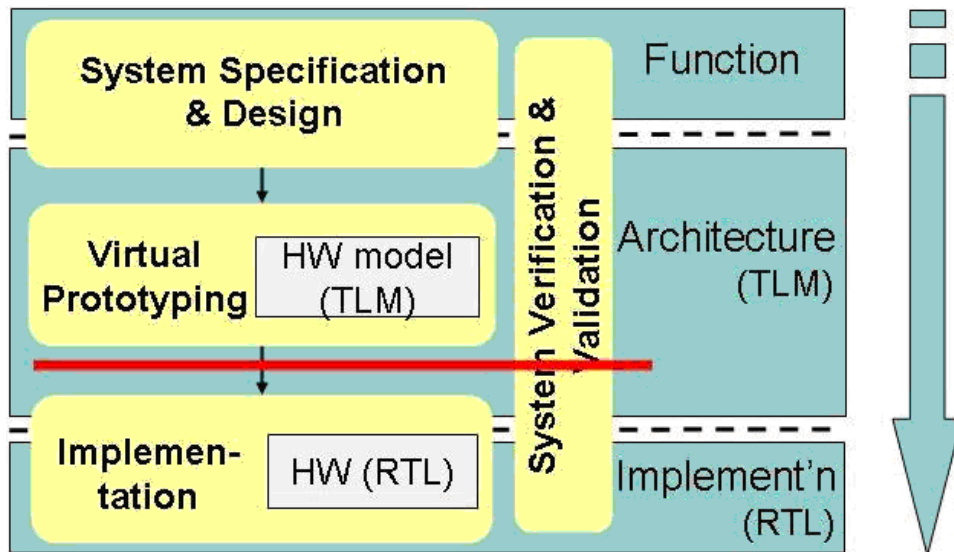 System Specification
& Design
Function
System Verification &
Validation
Virtual
Prototyping
HW model
(TLM)
Architecture
(TLM)
Implemen-
tation
HW (RTL)
Implement'n
(RTL)